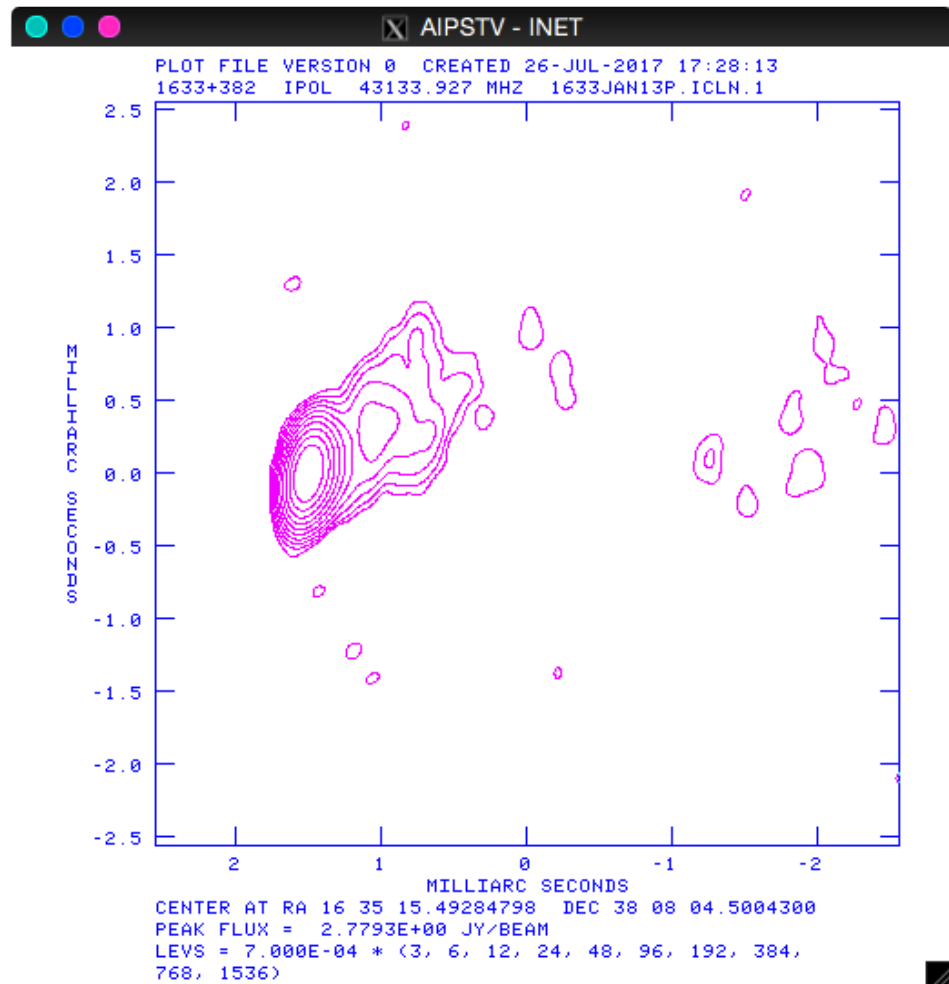 AIPSTV - INET
PLOT FILE VERSION 0 CREATED 26-JUL-2017 17:28:13
1633+382 IPOL 43133.927 MHZ 1633JAN13P.ICLN.1
2.5
2.0
1.5
1.0
0.5
0.0
-0.5
-1.0
-1.5
-2.0
-2.5
MILLIARC SECONDS
2 1 0 -1 -2
MILLIARC SECONDS
CENTER AT RA 16 35 15.49284798 DEC 38 08 04.5004300
PEAK FLUX = 2.7793E+00 JY/BEAM
LEVS = 7.000E-04 * (3, 6, 12, 24, 48, 96, 192, 384,
768, 1536)